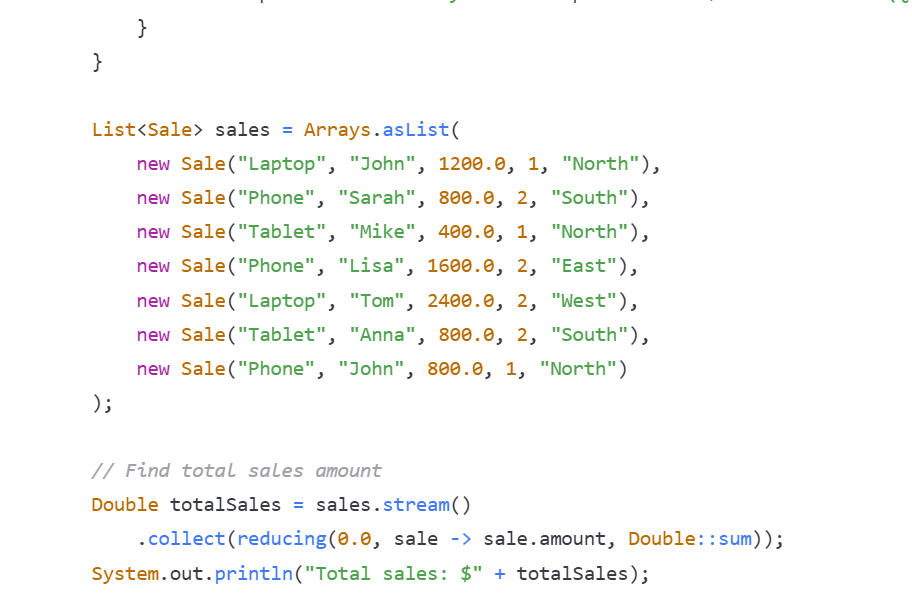 }
}
List<Sale> sales = Arrays.asList(
new Sale("Laptop", "John", 1200.0, 1, "North"),
new Sale("Phone", "Sarah", 800.0, 2, "South"),
new Sale("Tablet", "Mike", 400.0, 1, "North"),
new Sale("Phone", "Lisa", 1600.0, 2, "East"),
new Sale("Laptop", "Tom", 2400.0, 2, "West"),
new Sale("Tablet", "Anna", 800.0, 2, "South"),
new Sale("Phone", "John", 800.0, 1, "North")
);
// Find total sales amount
Double totalSales = sales.stream()
.collect(reducing(0.0, sale -> sale.amount, Double::sum));
System.out.println("Total sales: $" + totalSales);